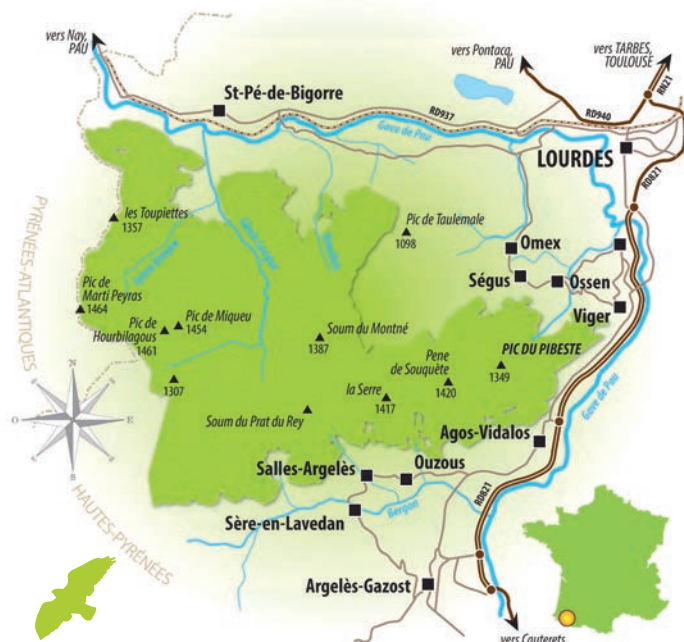 vers Nay,
PAU
vers Pontacq,
PAU
vers TARBES,
TOULOUSE
RN21
St-Pé-de-Bigorre
RD937
RD940
Gave de Pau
LOURDES
RD821
les Toupiettes
1357
Pic de Taulemale
1098
Omex
Ségus
Ossen
Viger
PYRÉNÉES-ATLANTIQUES
Pic de
Marti Peyras
1464
Pic de Miqueu
1454
Pic de
Hourbilagous
1461
Soum du Montné
1387
Pene
de Souquète
1420
PIC DU PIBESTE
1349
1307
la Serre
1417
Soum du Prat du Rey
Gave de Pau
N
O
E
S
Agos-Vidalos
Salles-Argelès
Ouzous
RD821
Bergon
Sère-en-Lavedan
HAUTES-PYRÉNÉES
Argelès-Gazost
vers Cauterets